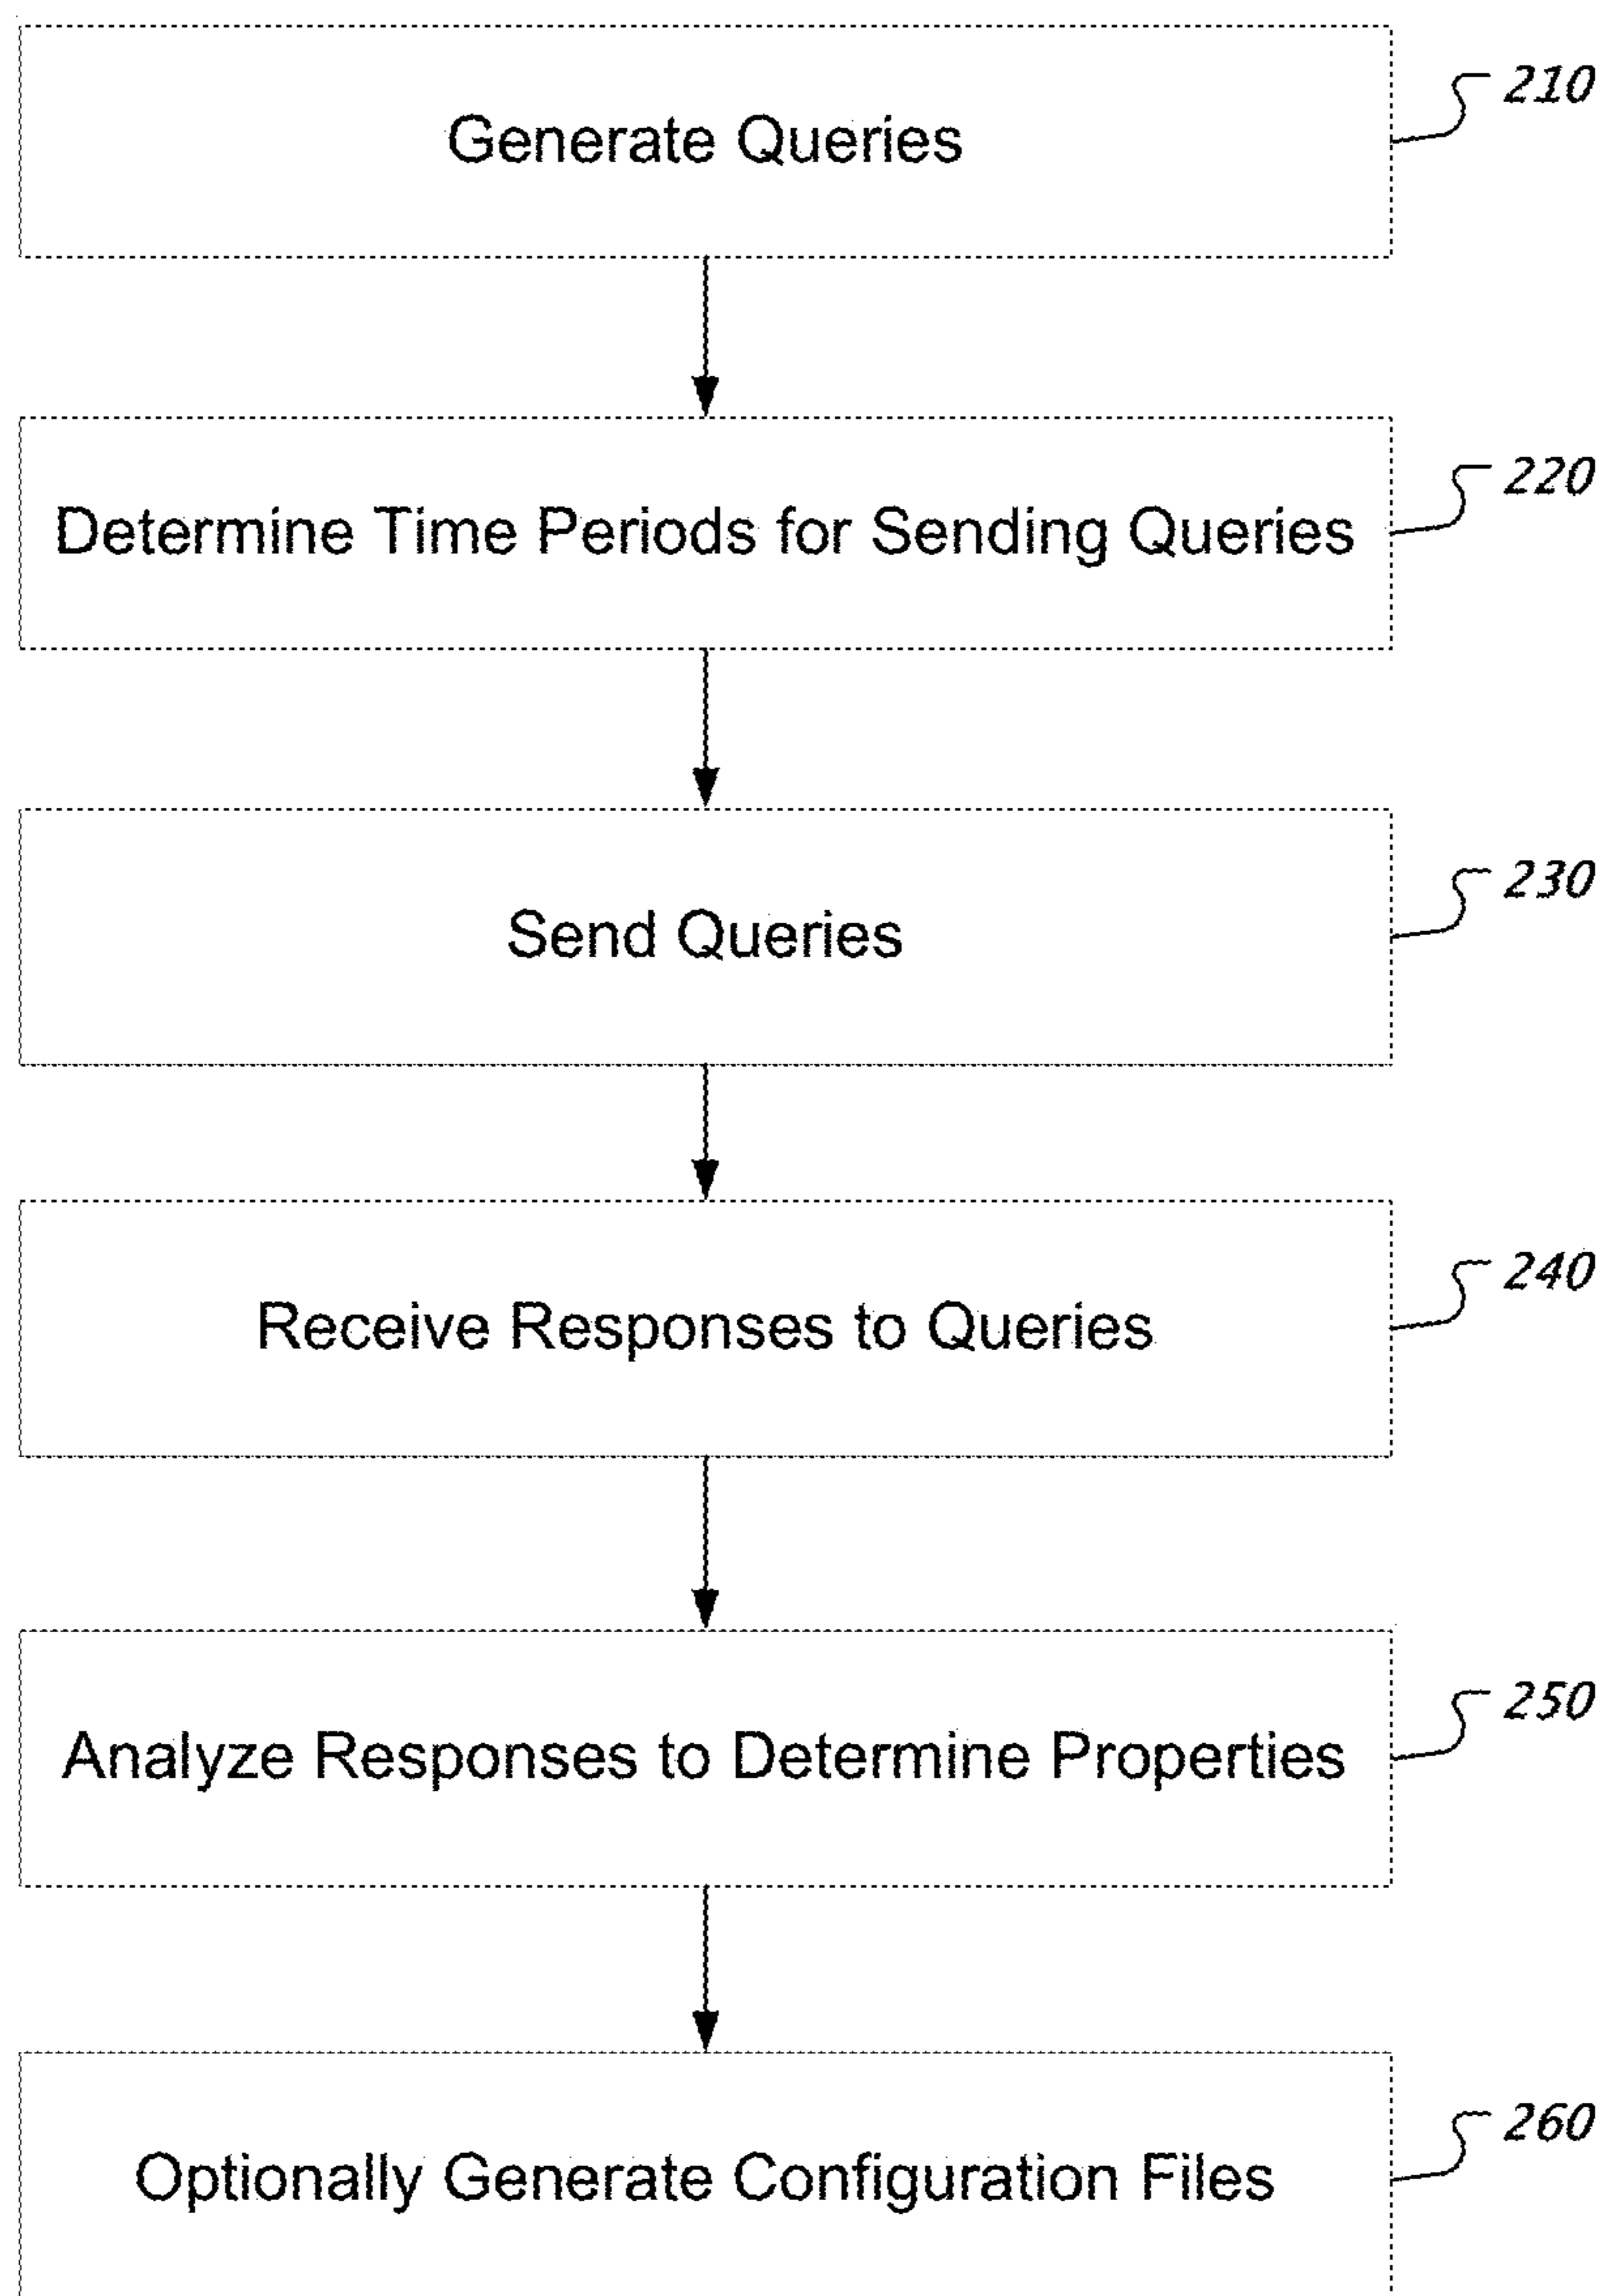 Generate Queries
210
Determine Time Periods for Sending Queries
220
Send Queries
230
Receive Responses to Queries
240
Analyze Responses to Determine Properties
250
Optionally Generate Configuration Files
260